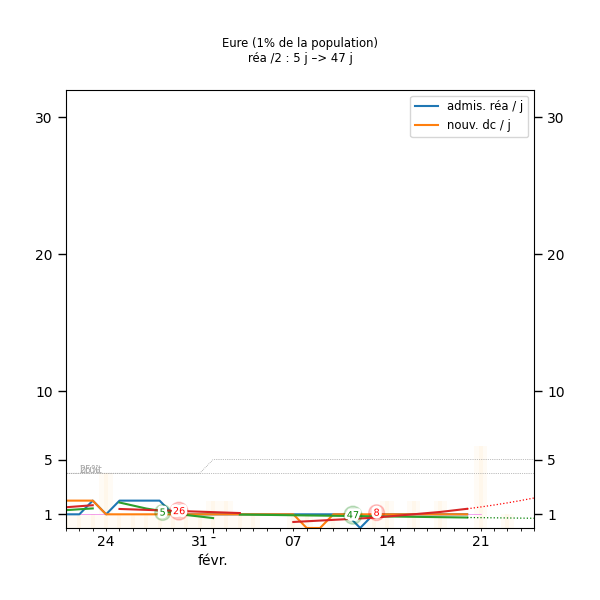 Eure (1% de la population)
réa /2 : 5 j –> 47 j
admis. réa / j
nouv. dc / j
30 30
20 20
10 10
5 5
1 1
5 26 47 8
24 31 07 14 21
févr.